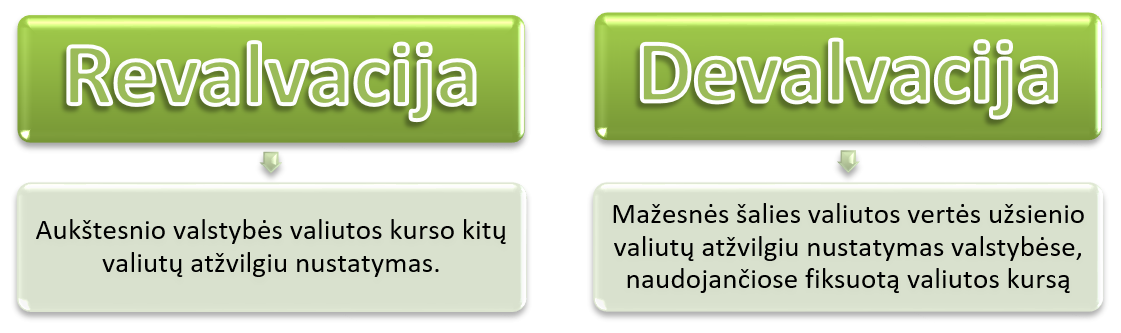 Revalvacija
Aukštesnio valstybės valiutos kurso kitų
valiutų atžvilgiu nustatymas.
Devalvacija
Mažesnės šalies valiutos vertės užsienio
valiutų atžvilgiu nustatymas valstybėse,
naudojančiose fiksuotą valiutos kursą